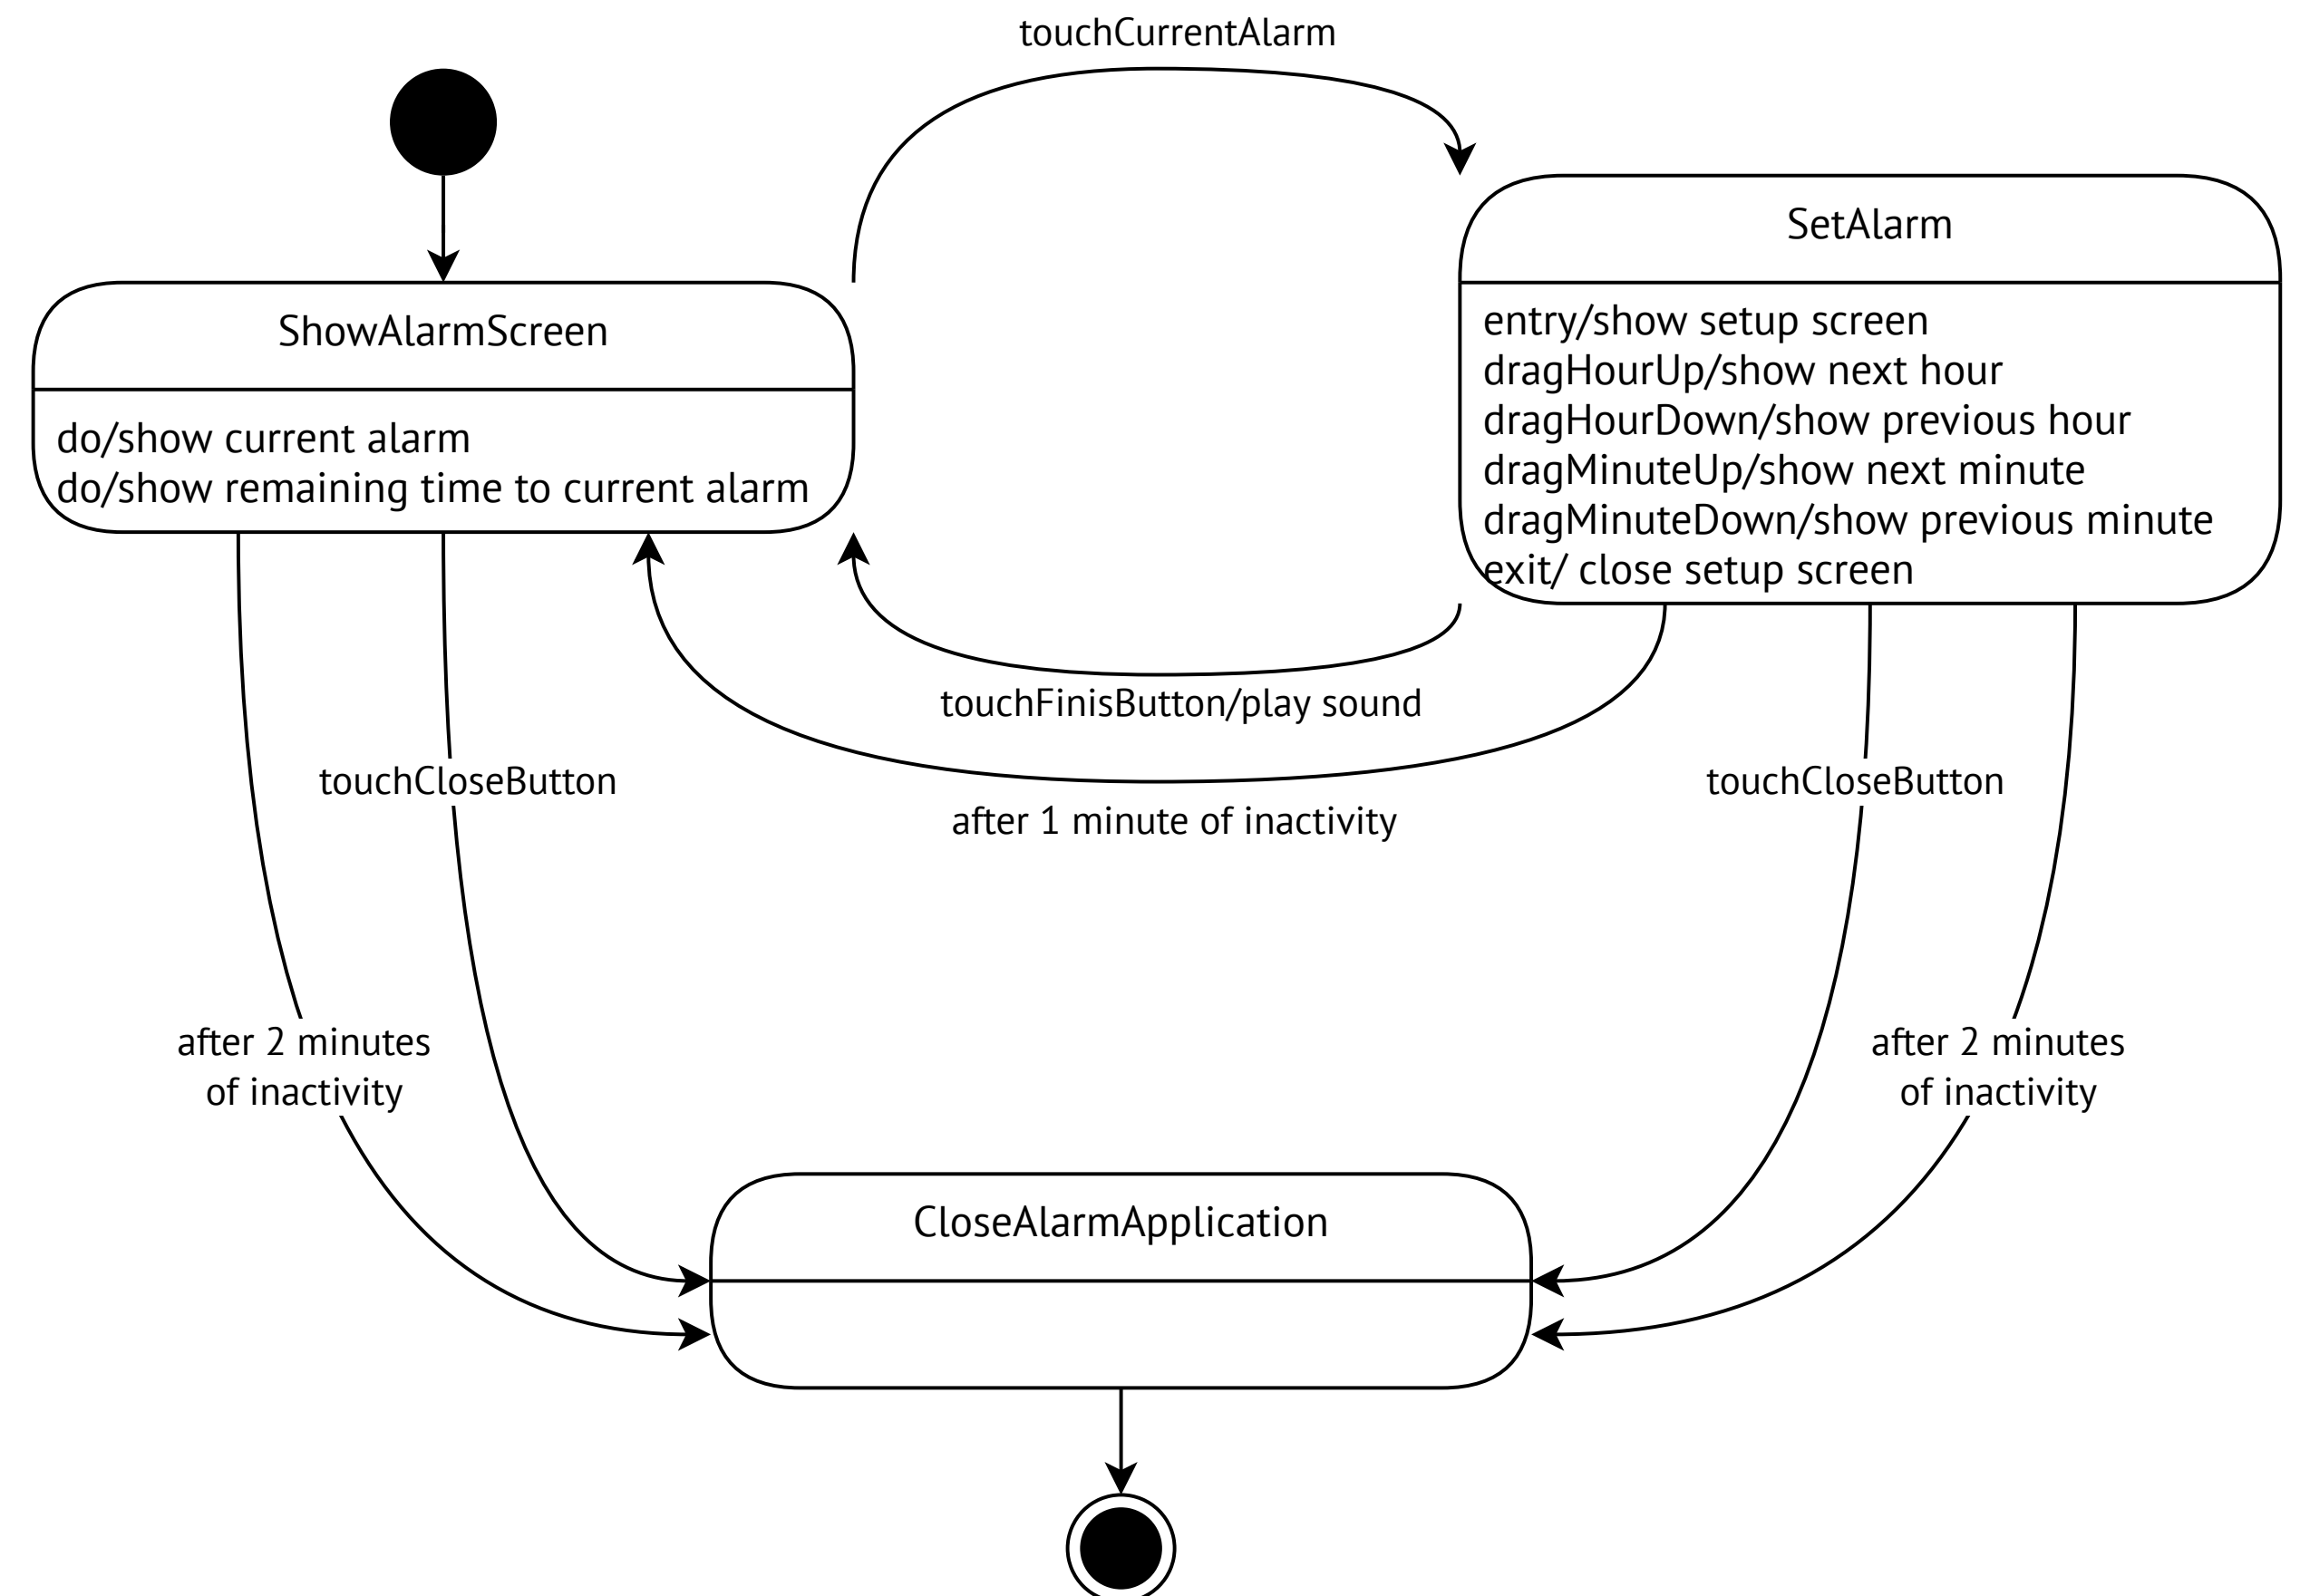 touchCurrentAlarm
ShowAlarmScreen
do/show current alarm
do/show remaining time to current alarm
SetAlarm
entry/show setup screen
dragHourUp/show next hour
dragHourDown/show previous hour
dragMinuteUp/show next minute
dragMinuteDown/show previous minute
exit/ close setup screen
touchFinisButton/play sound
touchCloseButton
after 1 minute of inactivity
touchCloseButton
after 2 minutes
of inactivity
after 2 minutes
of inactivity
CloseAlarmApplication